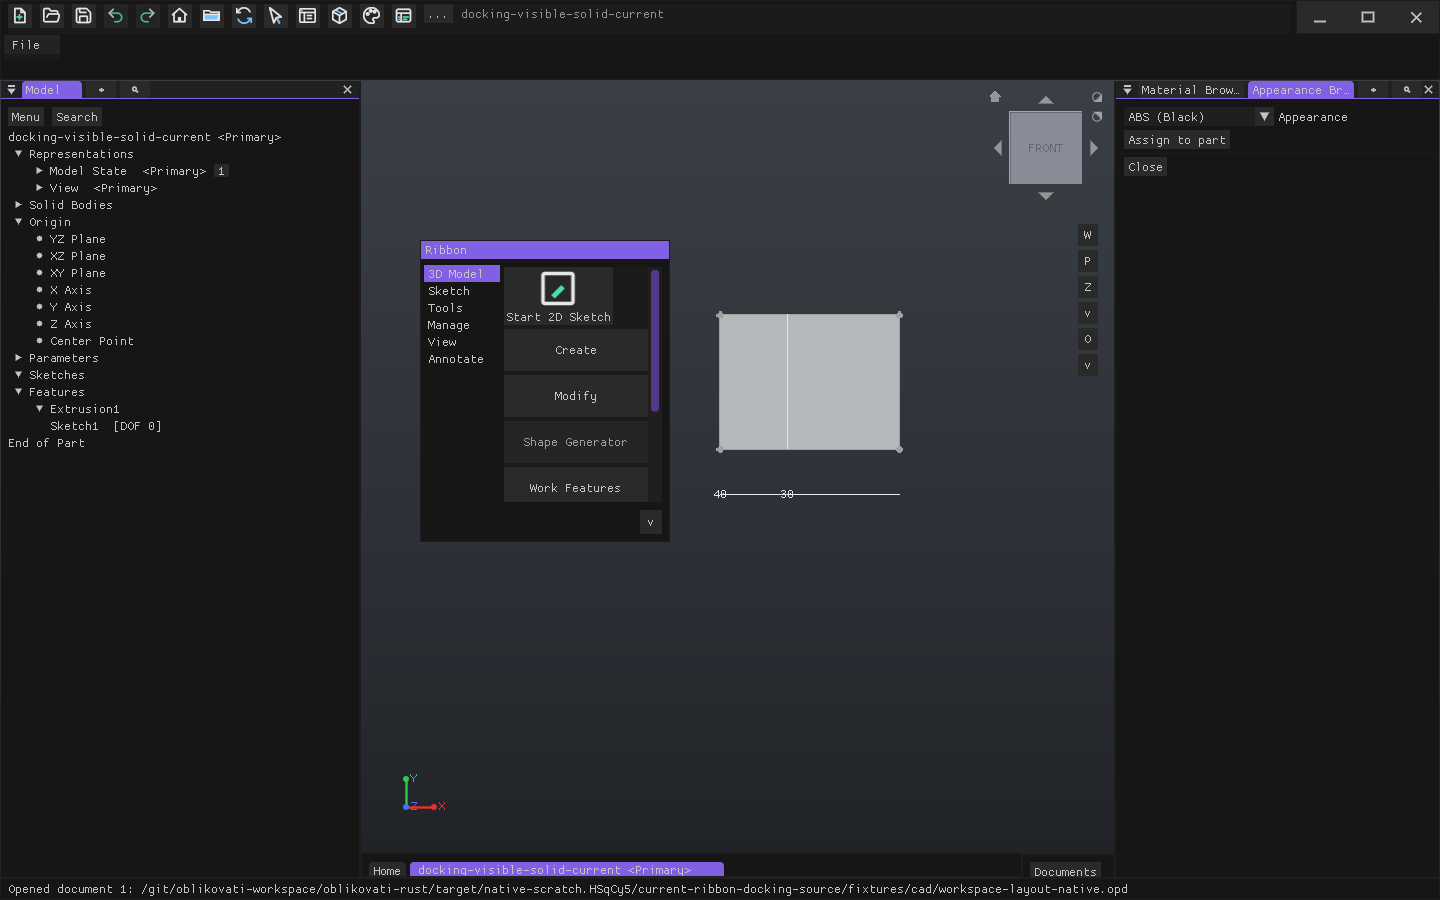 ... docking-visible-solid-current
File
Model
Menu Search
docking-visible-solid-current <Primary>
Representations
Model State <Primary> 1
View <Primary>
Solid Bodies
Origin
YZ Plane
XZ Plane
XY Plane
X Axis
Y Axis
Z Axis
Center Point
Parameters
Sketches
Features
Extrusion1
Sketch1 [DOF 0]
End of Part
Ribbon
3D Model
Sketch
Tools
Manage
View
Annotate
Start 2D Sketch
Create
Modify
Shape Generator
Work Features
v
40 30
FRONT
W
P
Z
v
O
v
Y
Z X
Material Brow… Appearance Br…
ABS (Black) Appearance
Assign to part
Close
Home docking-visible-solid-current <Primary> Documents
Opened document 1: /git/oblikovati-workspace/oblikovati-rust/target/native-scratch.HSqCy5/current-ribbon-docking-source/fixtures/cad/workspace-layout-native.opd